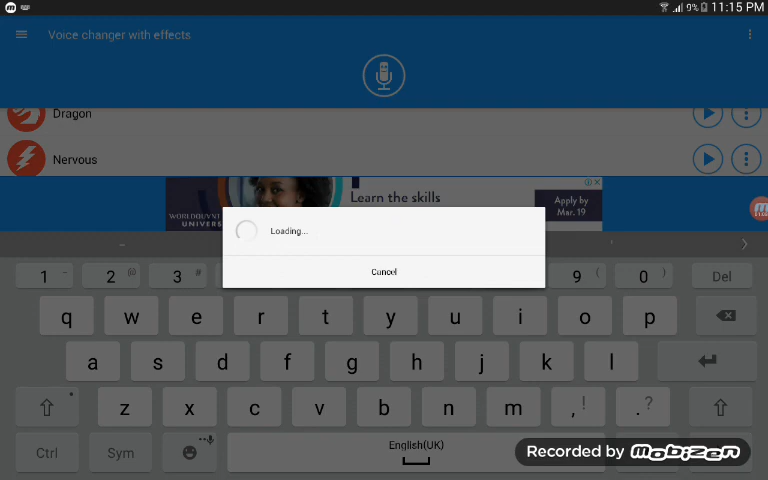 9% 11:15 PM
Voice changer with effects
Dragon
Nervous
Learn the skills
Apply by
Mar. 19
Loading...
Cancel
1 2 @ 3 # 9 ( 0 ) Del
q w e r t y u i o p
a s d f g h j k l
z x c v b n m , ! . ?
Ctrl Sym English(UK)
Recorded by Mobizen